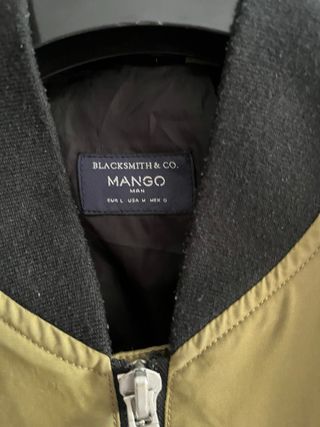 BLACKSMITH & CO.
MANGO
MAN
EUR L USA M MEX G